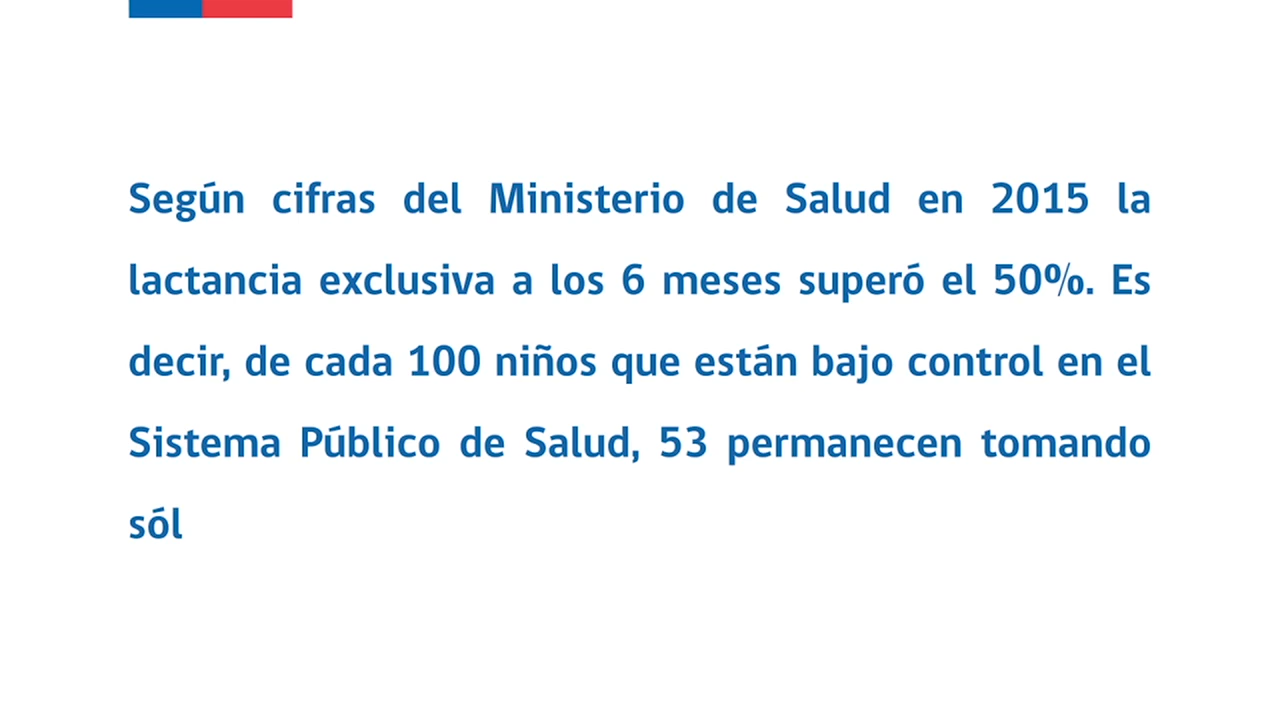 Según cifras del Ministerio de Salud en 2015 la
lactancia exclusiva a los 6 meses superó el 50%. Es
decir, de cada 100 niños que están bajo control en el
Sistema Público de Salud, 53 permanecen tomando
sól